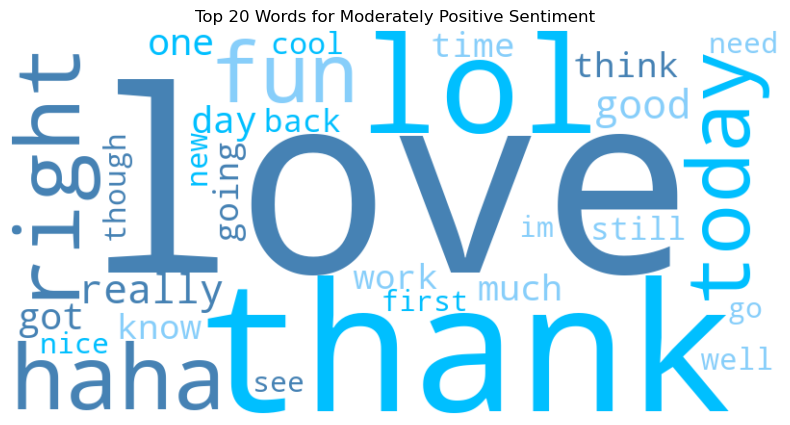 Top 20 Words for Moderately Positive Sentiment
one
cool
time
need
fun
lol
think
right
good
today
day
back
love
new
though
going
im
still
really
work
much
first
thank
got
know
go
nice
well
haha
see